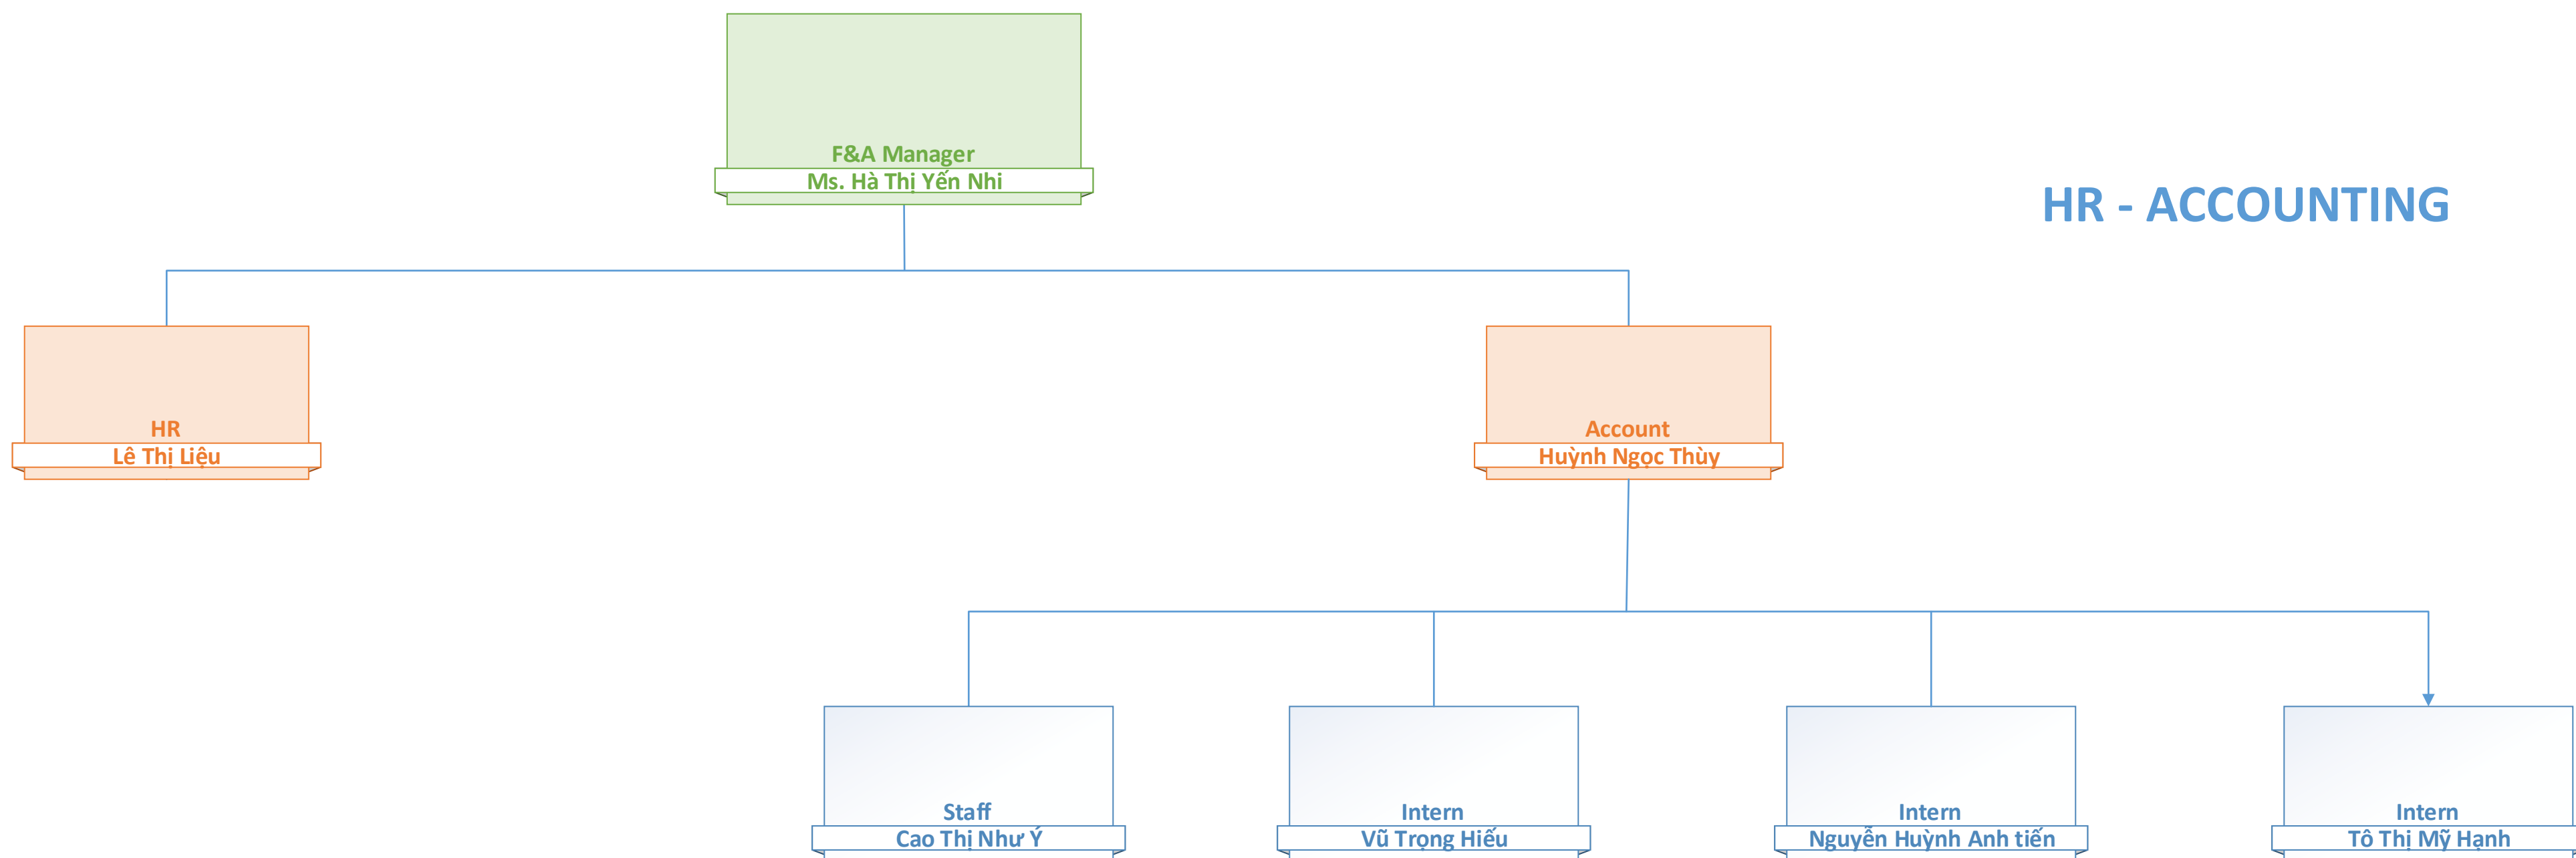 F&A Manager
Ms. Hà Thị Yến Nhi
HR - ACCOUNTING
HR
Lê Thị Liệu
Account
Huỳnh Ngọc Thùy
Staff
Cao Thị Như Ý
Intern
Vũ Trọng Hiếu
Intern
Nguyễn Huỳnh Anh tiến
Intern
Tô Thị Mỹ Hạnh